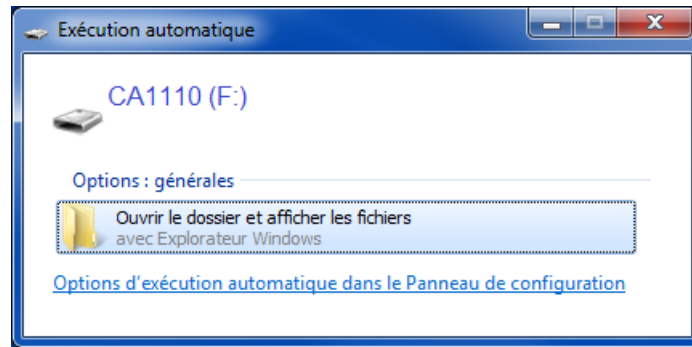 Exécution automatique
CA1110 (F:)
Options : générales
Ouvrir le dossier et afficher les fichiers
avec Explorateur Windows
Options d'exécution automatique dans le Panneau de configuration